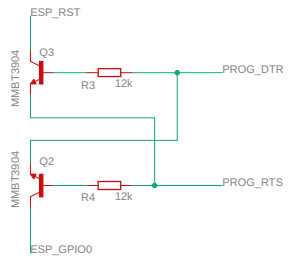 ESP_RST
Q3
MMBT3904
PROG_DTR
R3
12k
MMBT3904
Q2
PROG_RTS
R4
12k
ESP_GPIO0